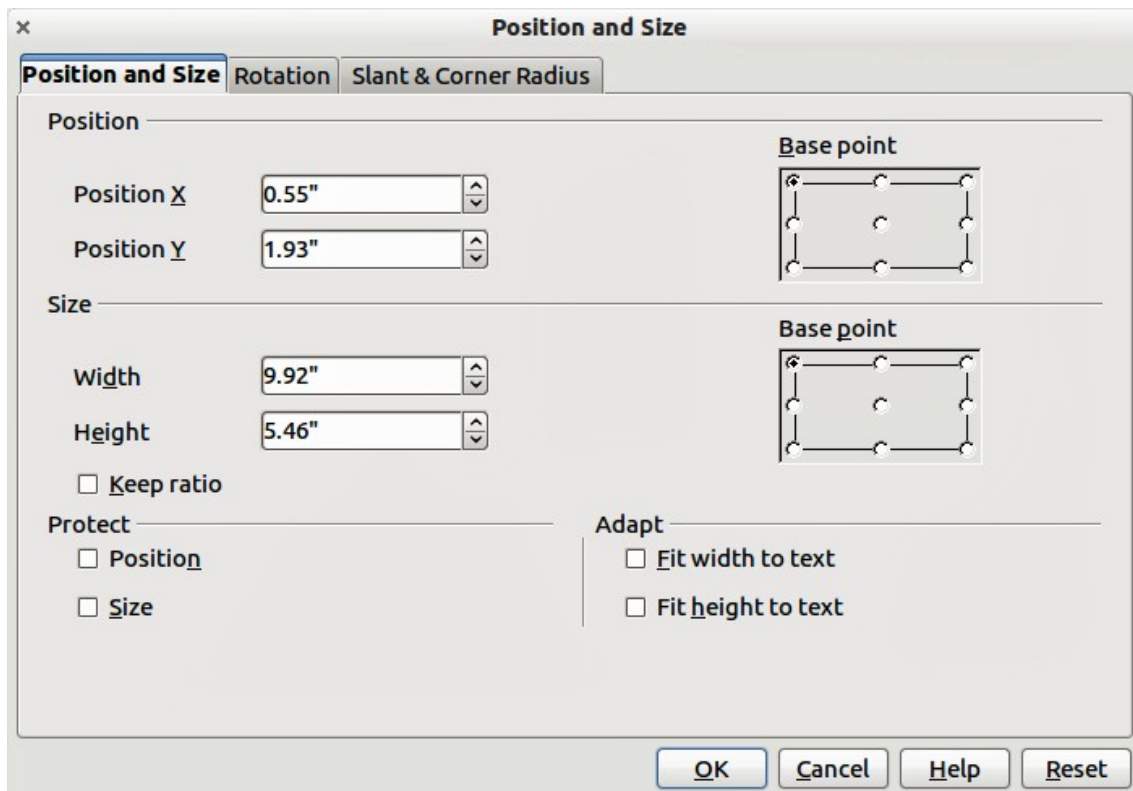 Position and Size
Position and Size Rotation Slant & Corner Radius
Position
Base point
Position X 0.55"
Position Y 1.93"
Size
Base point
Width 9.92"
Height 5.46"
Keep ratio
Protect Adapt
Position Fit width to text
Size Fit height to text
OK Cancel Help Reset